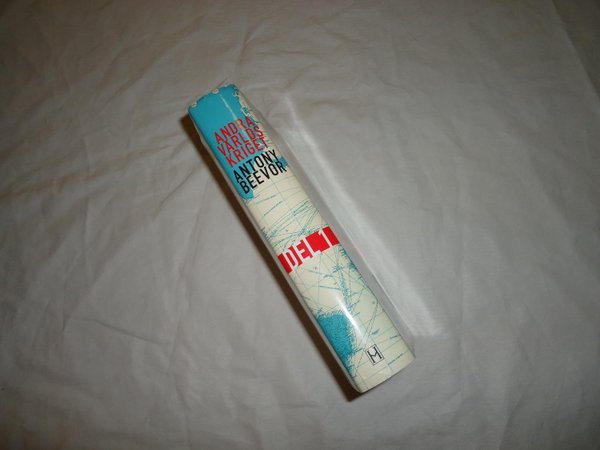 ANDRA
VÄRLDS
KRIGET
ANTONY
BEEVOR
DEL 1
H